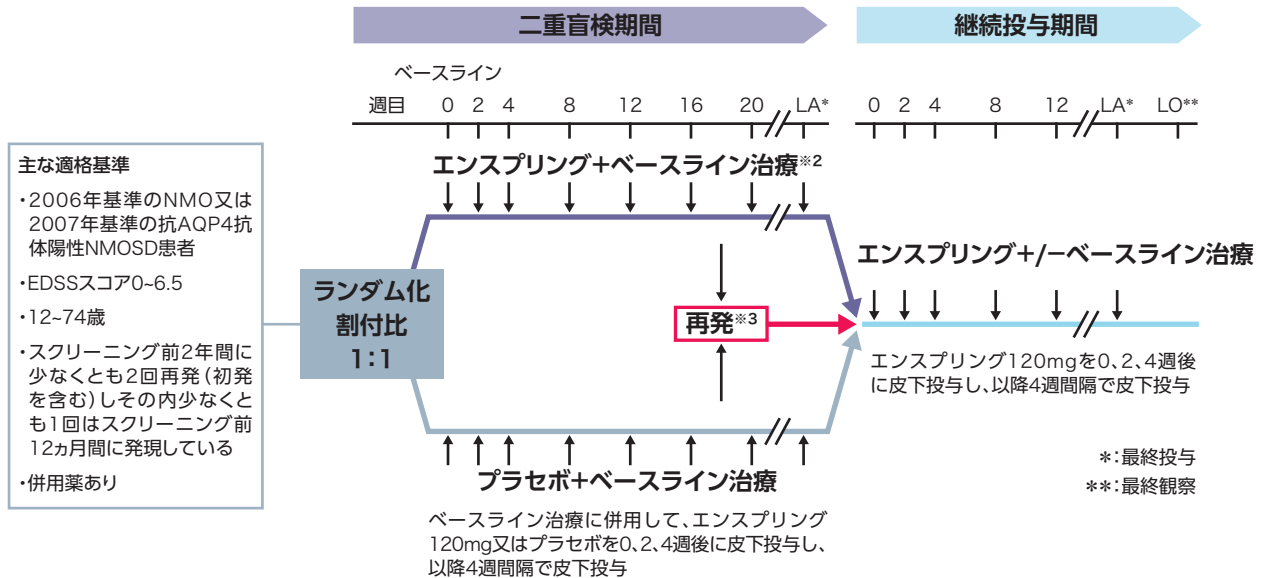 二重盲検期間
継続投与期間
ベースライン
週目 0 2 4 8 12 16 20 LA*
0 2 4 8 12 LA* LO**
主な適格基準
・2006年基準のNMO又は
2007年基準の抗AQP4抗
体陽性NMOSD患者
・EDSSスコア0~6.5
・12~74歳
・スクリーニング前2年間に
少なくとも2回再発(初発
を含む)しその内少なくと
も1回はスクリーニング前
12ヵ月間に発現している
・併用薬あり
ランダム化
割付比
1:1
エンスプリング+ベースライン治療※2
再発※3
プラセボ+ベースライン治療
ベースライン治療に併用して、エンスプリング
120mg又はプラセボを0、2、4週後に皮下投与し、
以降4週間隔で皮下投与
エンスプリング+/−ベースライン治療
エンスプリング120mgを0、2、4週後
に皮下投与し、以降4週間隔で皮下投与
*:最終投与
**:最終観察